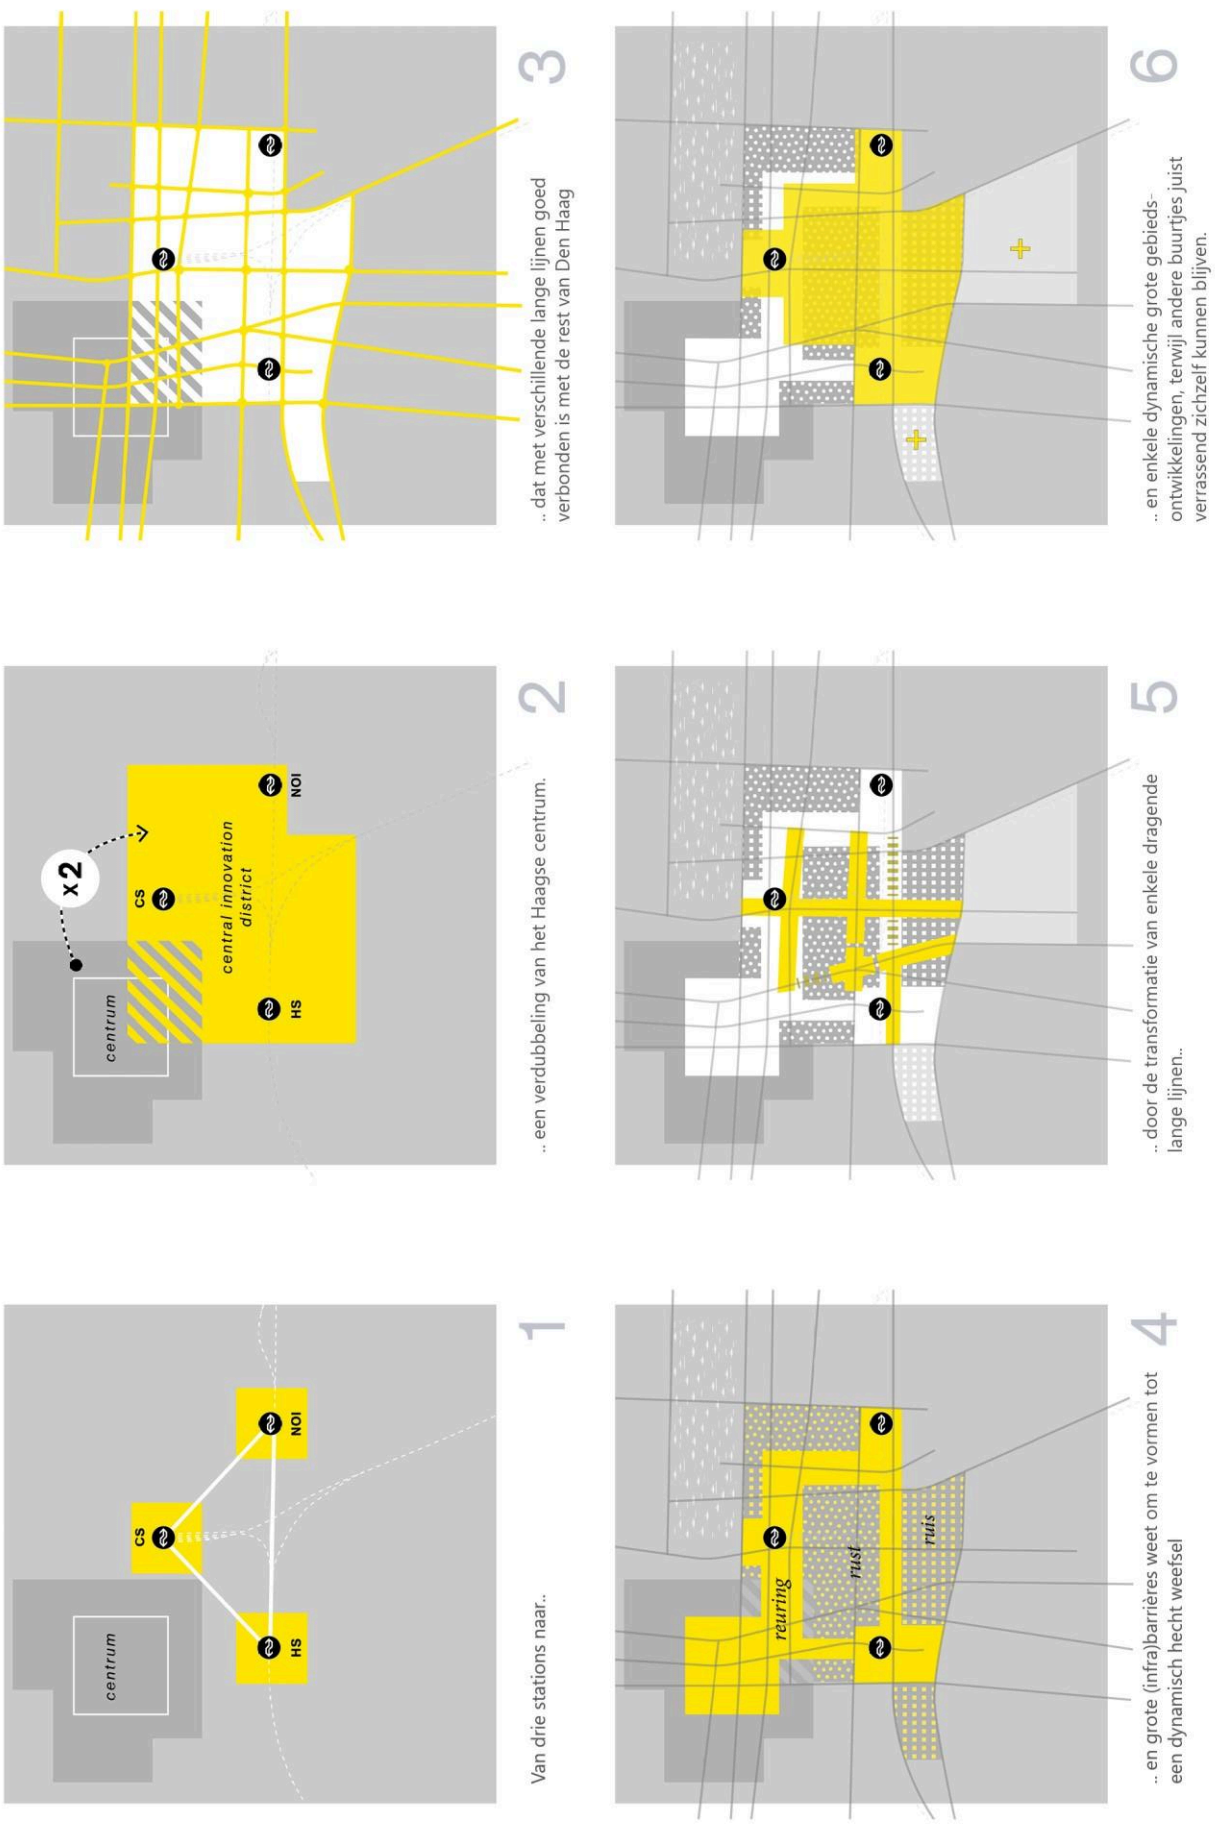 centrum
CS
HS
NOI
Van drie stations naar..
1
x2
centrum
CS
central innovation
district
HS
NOI
.. een verdubbeling van het Haagse centrum.
2
.. dat met verschillende lange lijnen goed
verbonden is met de rest van Den Haag
3
reuring
rust
ruis
.. en grote (infra)barrières weet om te vormen tot
een dynamisch hecht weefsel
4
.. door de transformatie van enkele dragende
lange lijnen..
5
.. en enkele dynamische grote gebieds-
ontwikkelingen, terwijl andere buurtjes juist
verrassend zichzelf kunnen blijven.
6